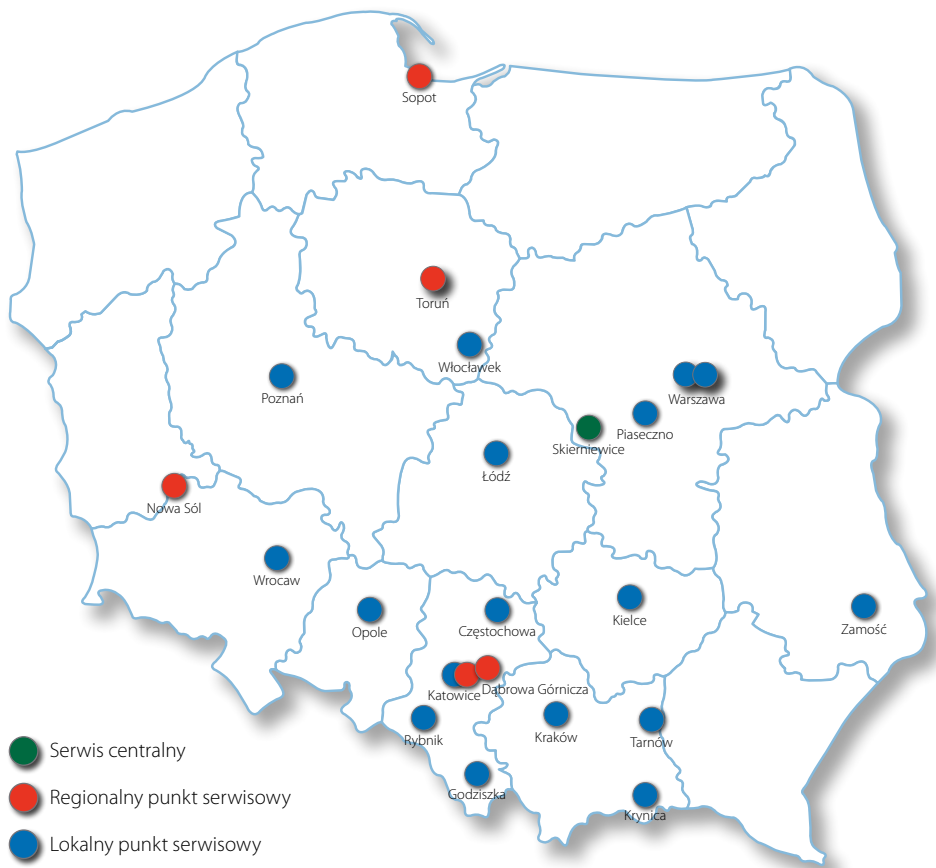 Sopot
Toruń
Włocławek
Poznań
Warszawa
Piaseczno
Skierniewice
Łódź
Nowa Sól
Wrocaw
Opole
Częstochowa
Kielce
Zamość
Katowice
Dąbrowa Górnicza
Rybnik
Kraków
Tarnów
Godziszka
Krynica
Serwis centralny
Regionalny punkt serwisowy
Lokalny punkt serwisowy